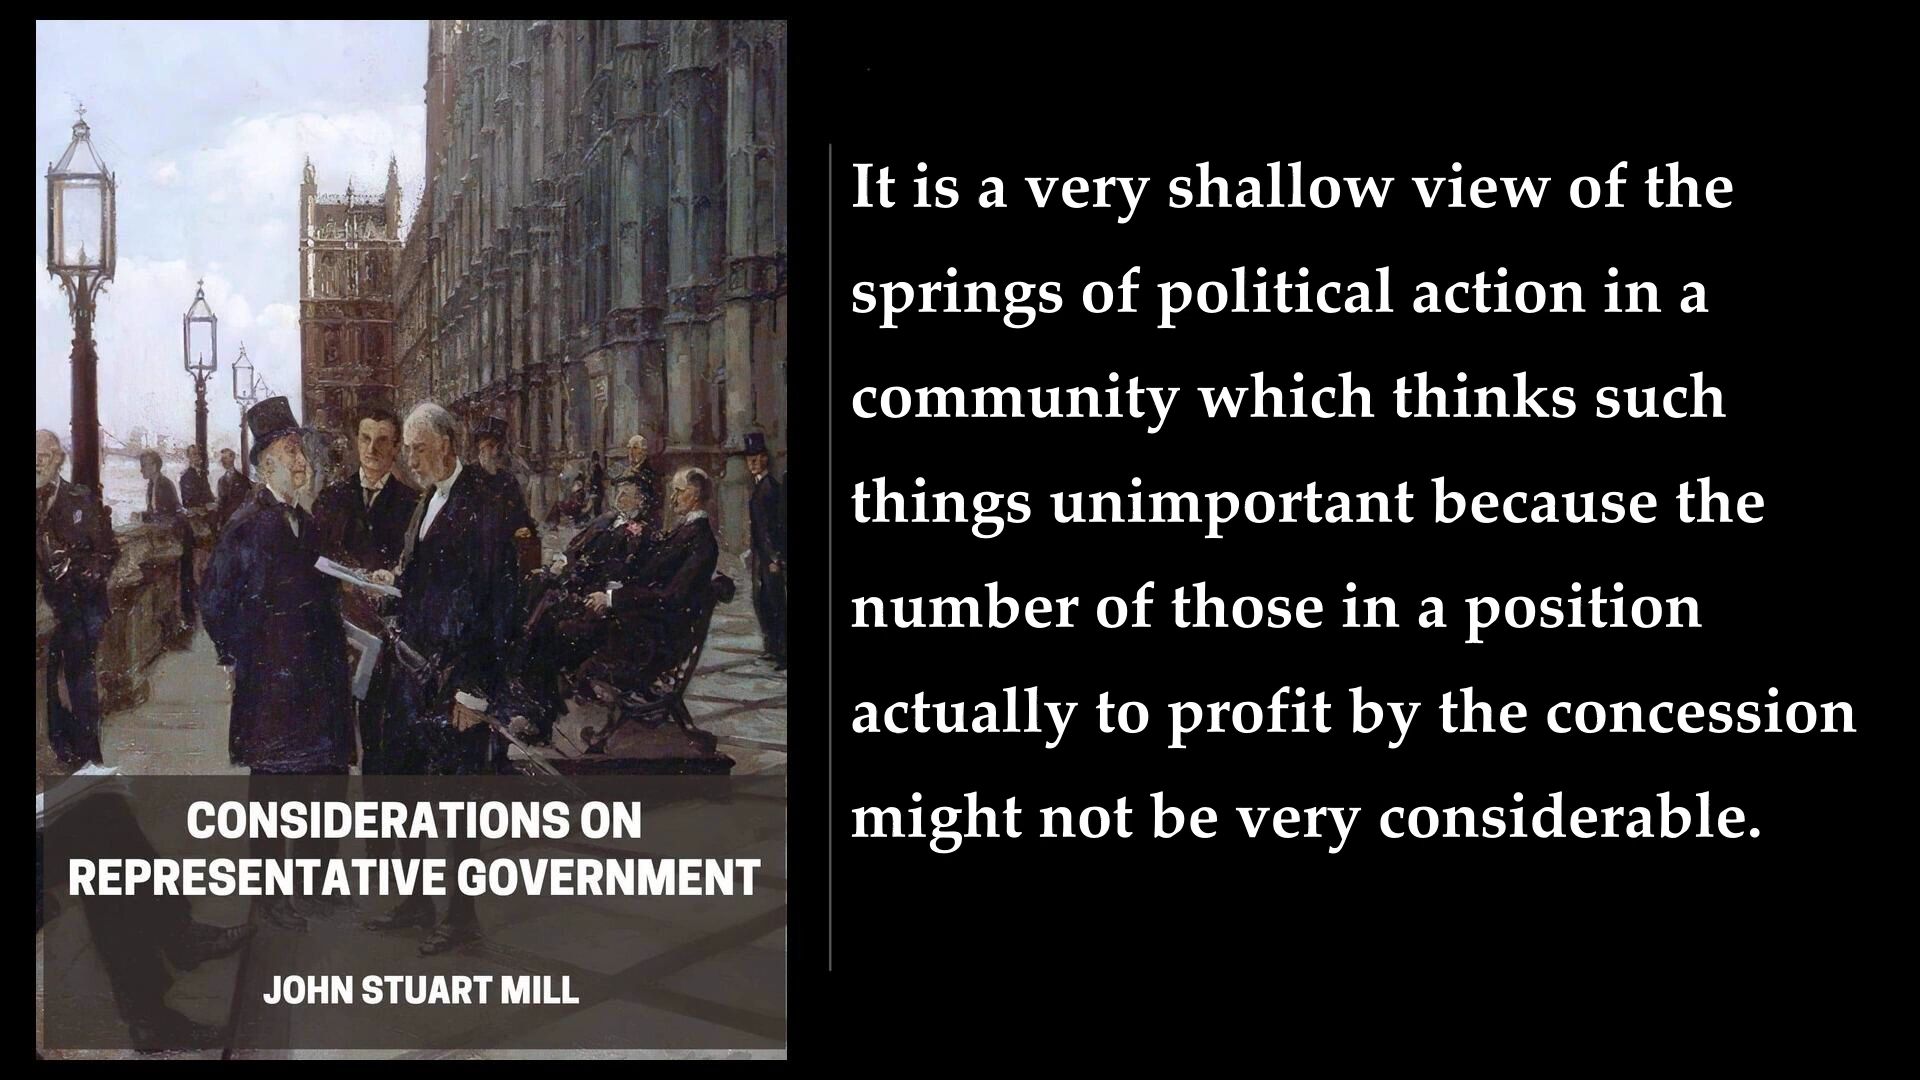 CONSIDERATIONS ON
REPRESENTATIVE GOVERNMENT
JOHN STUART MILL
It is a very shallow view of the
springs of political action in a
community which thinks such
things unimportant because the
number of those in a position
actually to profit by the concession
might not be very considerable.